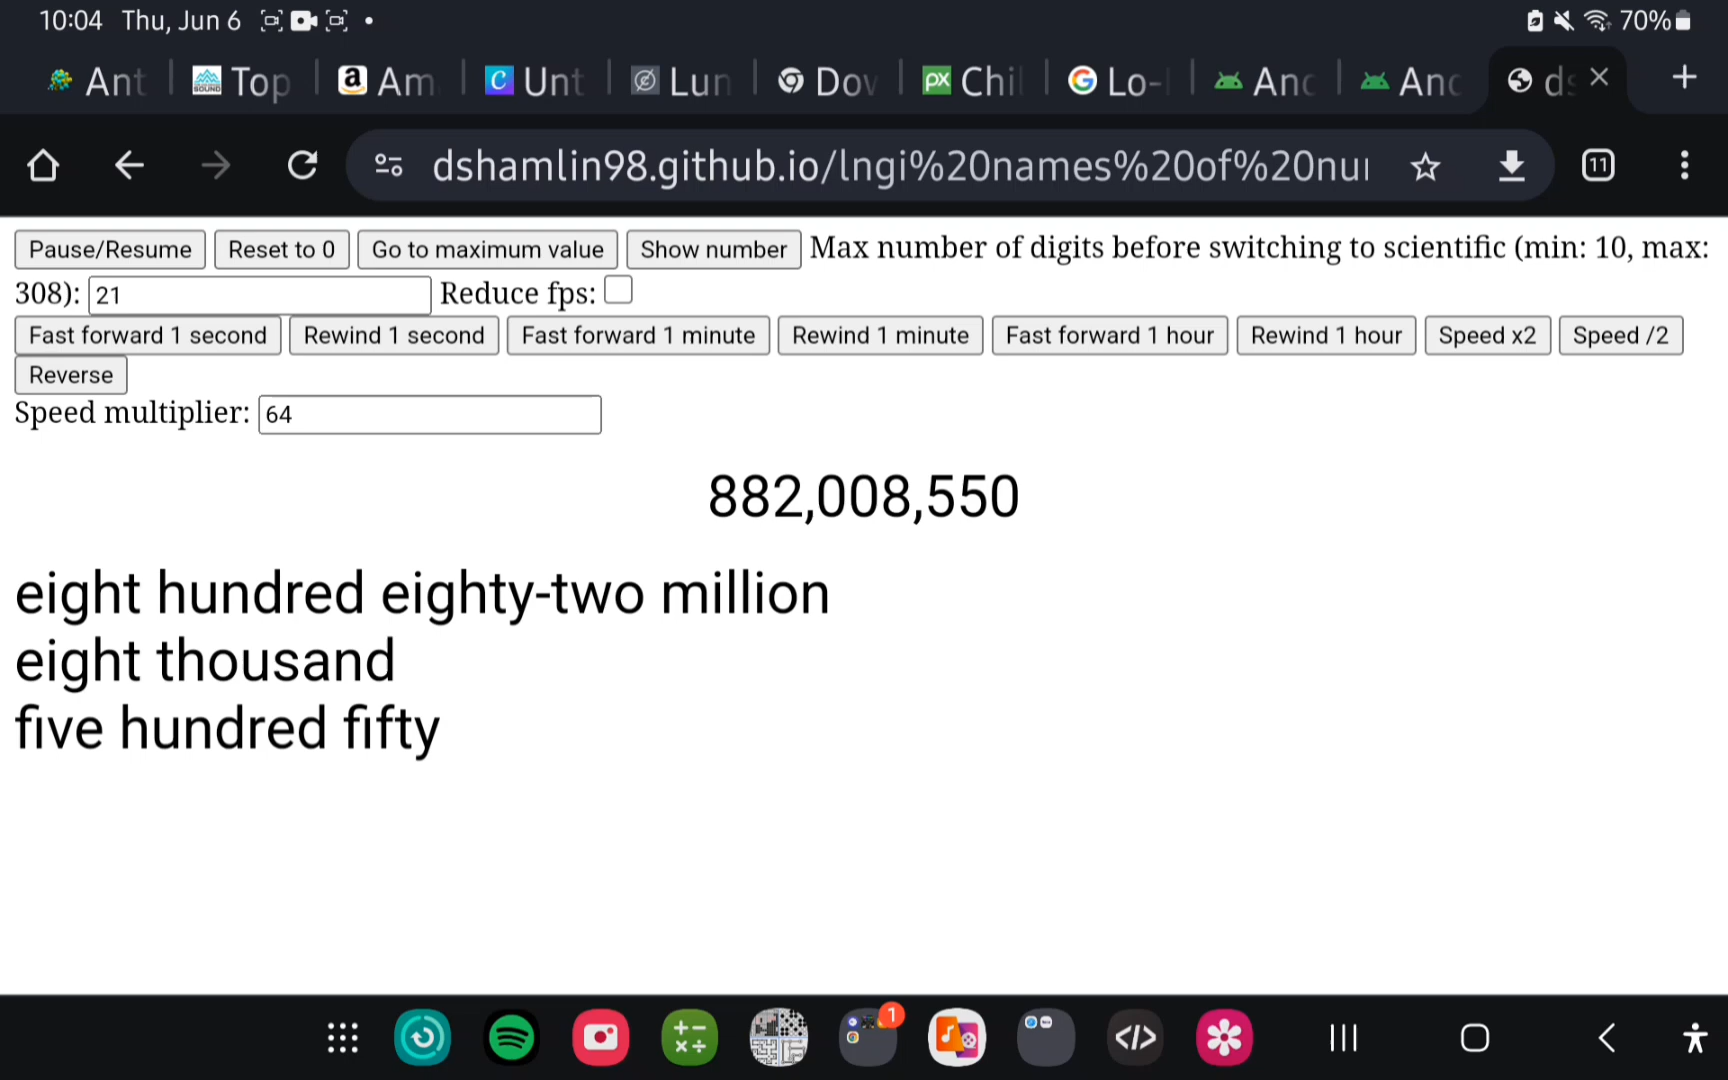 10:04 Thu, Jun 6 70%
Ant Top Am Unt Lun Dov Chil Lo- Anc Anc ds
dshamlin98.github.io/lngi%20names%20of%20nu 11
Pause/Resume Reset to 0 Go to maximum value Show number Max number of digits before switching to scientific (min: 10, max:
308): 21 Reduce fps:
Fast forward 1 second Rewind 1 second Fast forward 1 minute Rewind 1 minute Fast forward 1 hour Rewind 1 hour Speed x2 Speed /2
Reverse
Speed multiplier: 64
882,008,550
eight hundred eighty-two million
eight thousand
five hundred fifty
1